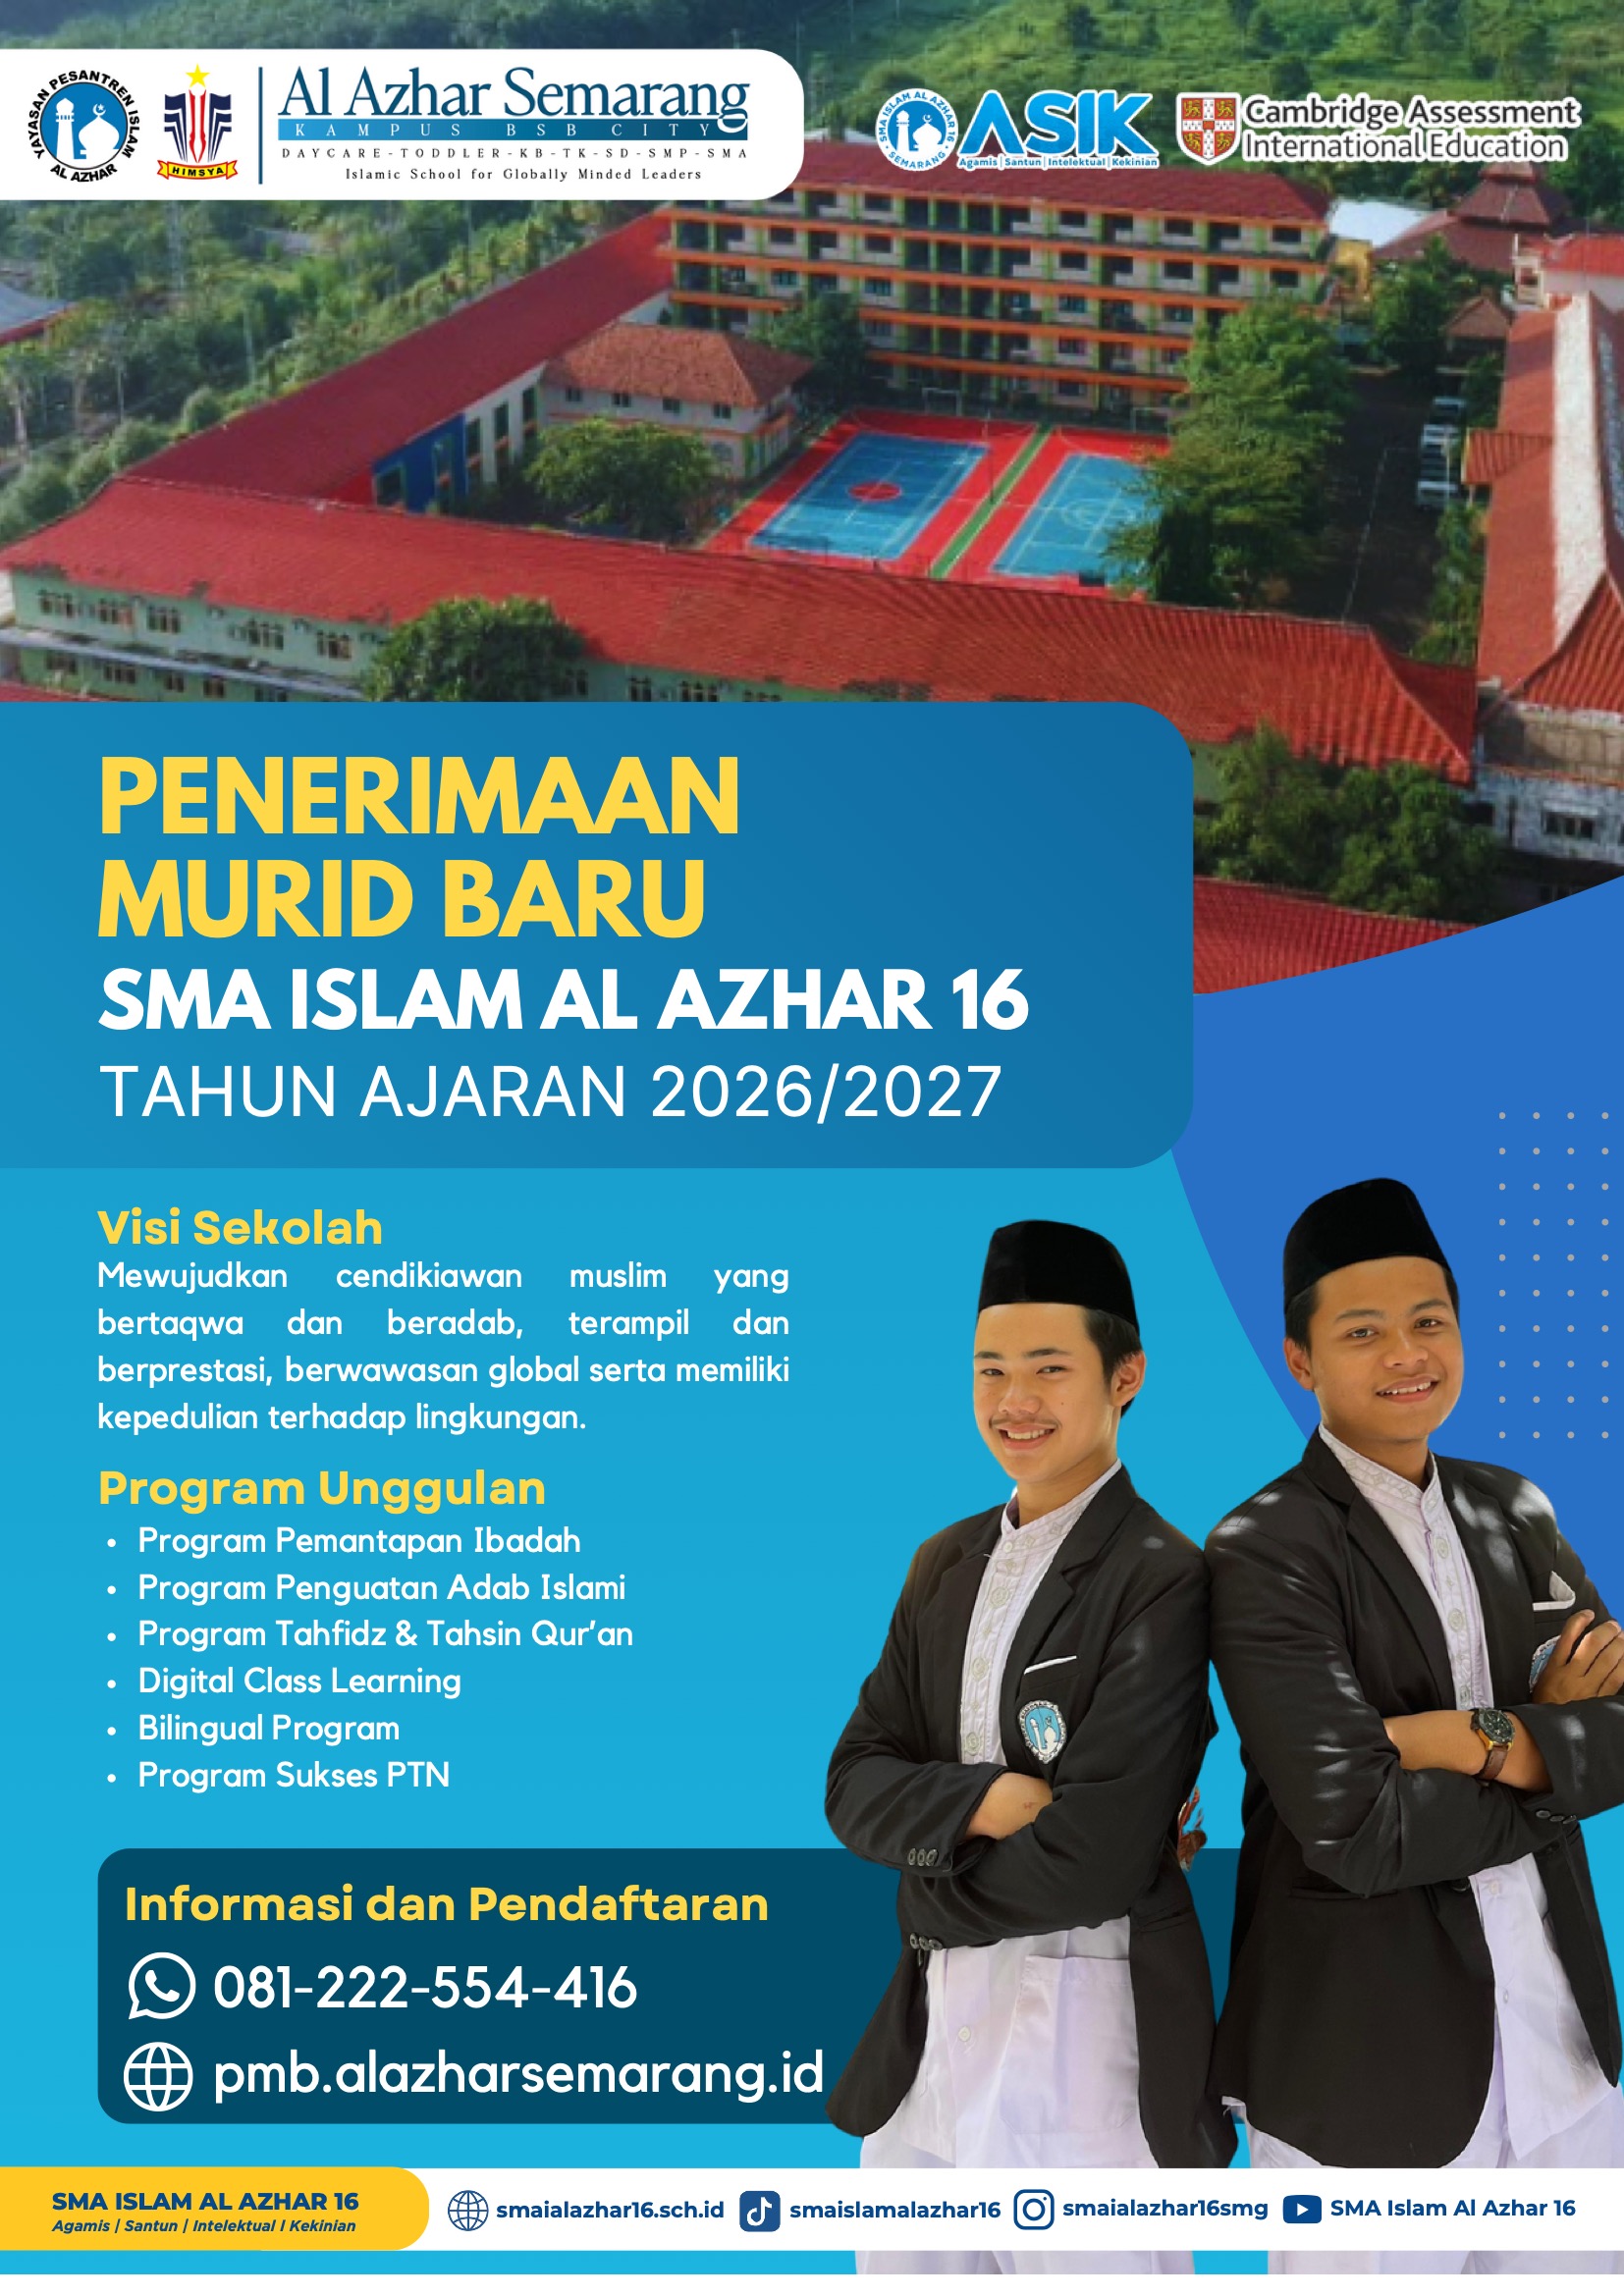 YAYASAN PESANTREN ISLAM
AL AZHAR
HIMSYA
Al Azhar Semarang
KAMPUS BSB CITY
DAYCARE-TODDLER-KB-TK-SD-SMP-SMA
Islamic School for Globally Minded Leaders
SMA ISLAM AL AZHAR 16
SEMARANG
ASIK
Agamis | Santun | Intelektual | Kekinian
Cambridge Assessment
International Education
PENERIMAAN
MURID BARU
SMA ISLAM AL AZHAR 16
TAHUN AJARAN 2026/2027
Visi Sekolah
Mewujudkan cendikiawan muslim yang
bertaqwa dan beradab, terampil dan
berprestasi, berwawasan global serta memiliki
kepedulian terhadap lingkungan.
Program Unggulan
• Program Pemantapan Ibadah
• Program Penguatan Adab Islami
• Program Tahfidz & Tahsin Qur’an
• Digital Class Learning
• Bilingual Program
• Program Sukses PTN
Informasi dan Pendaftaran
081-222-554-416
pmb.alazharsemarang.id
SMA ISLAM AL AZHAR 16
Agamis | Santun | Intelektual I Kekinian
smaialazhar16.sch.id
smaislamalazhar16
smaialazhar16smg
SMA Islam Al Azhar 16